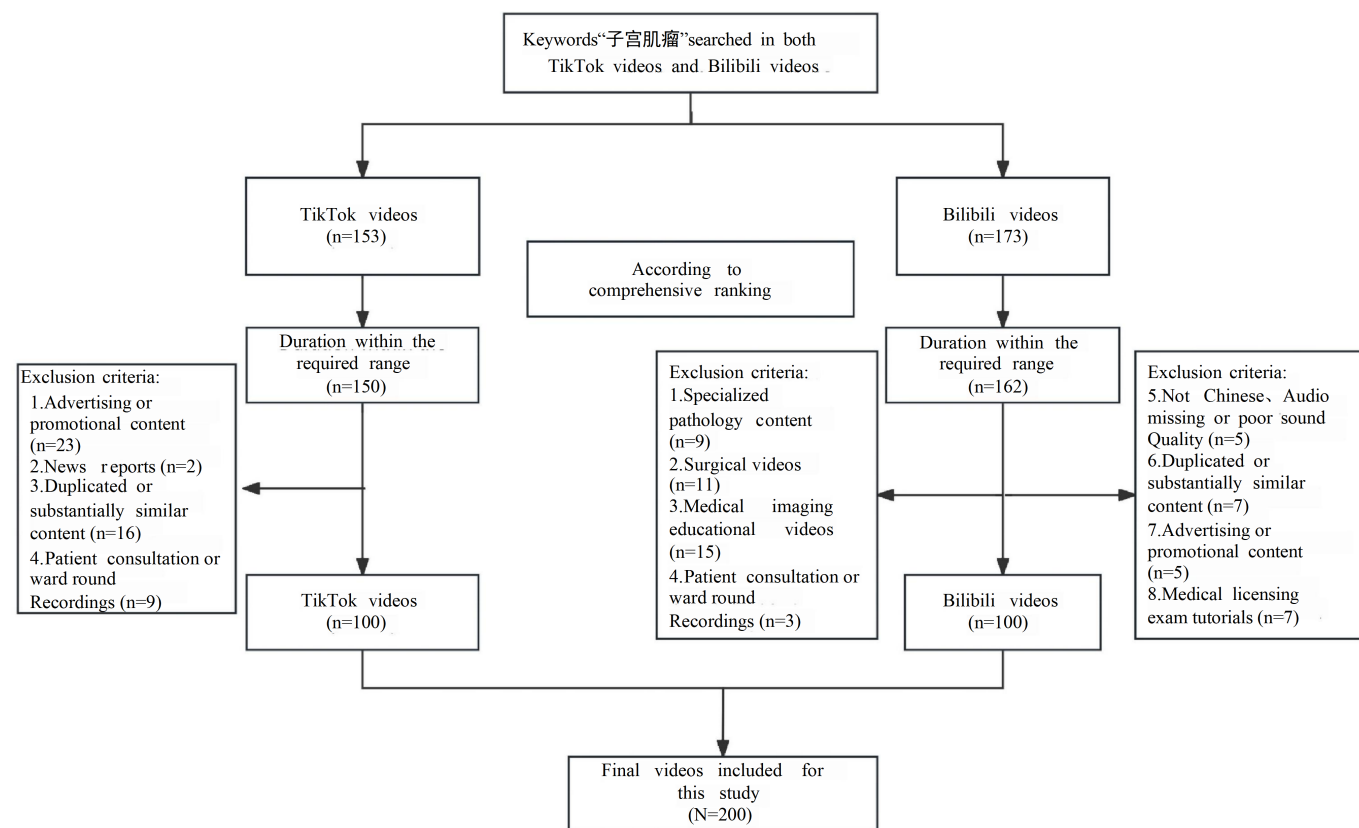 Keywords“子宫肌瘤”searched in both
TikTok videos and Bilibili videos
TikTok videos
(n=153)
Bilibili videos
(n=173)
According to
comprehensive ranking
Duration within the
required range
(n=150)
Duration within the
required range
(n=162)
Exclusion criteria:
1.Advertising or
promotional content
(n=23)
2.News reports (n=2)
3.Duplicated or
substantially similar
content (n=16)
4.Patient consultation or
ward round
Recordings (n=9)
Exclusion criteria:
1.Specialized
pathology content
(n=9)
2.Surgical videos
(n=11)
3.Medical imaging
educational videos
(n=15)
4.Patient consultation or
ward round
Recordings (n=3)
Exclusion criteria:
5.Not Chinese、Audio
missing or poor sound
Quality (n=5)
6.Duplicated or
substantially similar
content (n=7)
7.Advertising or
promotional content
(n=5)
8.Medical licensing
exam tutorials (n=7)
TikTok videos
(n=100)
Bilibili videos
(n=100)
Final videos included for
this study
(N=200)